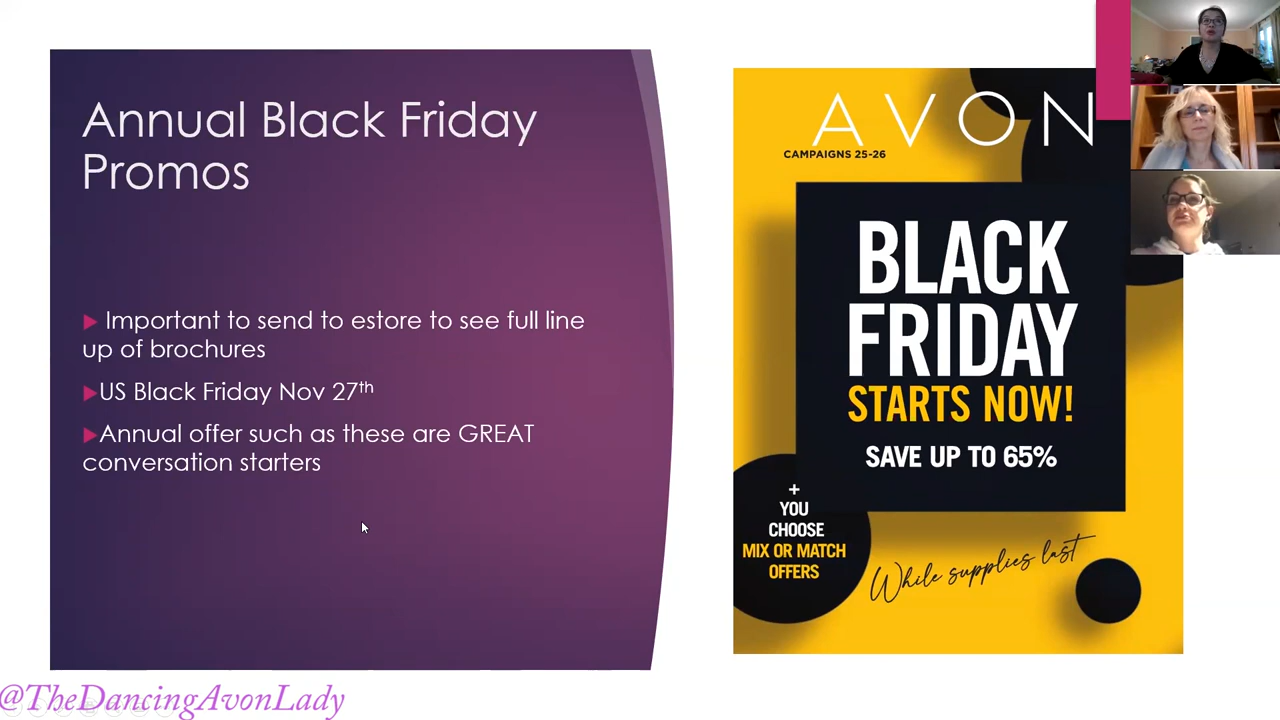 Annual Black Friday
Promos
Important to send to estore to see full line
up of brochures
US Black Friday Nov 27th
Annual offer such as these are GREAT
conversation starters
AVON
CAMPAIGNS 25-26
BLACK
FRIDAY
STARTS NOW!
SAVE UP TO 65%
+
YOU
CHOOSE
MIX OR MATCH
OFFERS
While supplies last
@TheDancingAvonLady